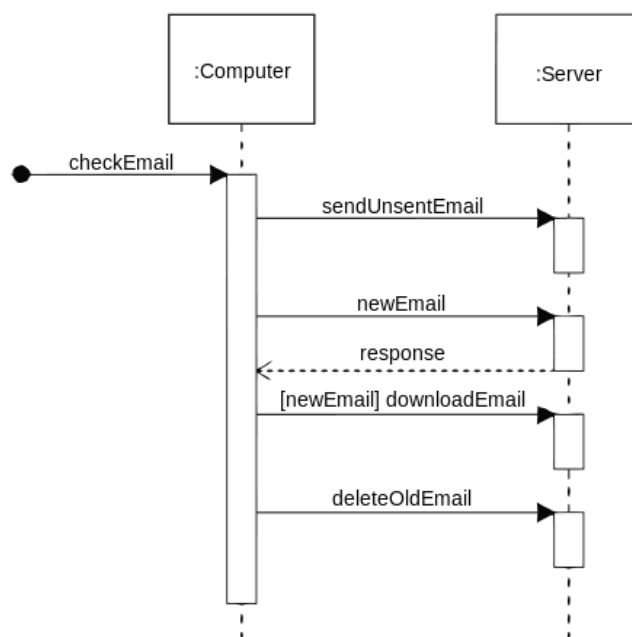 :Computer
:Server
checkEmail
sendUnsentEmail
newEmail
response
[newEmail] downloadEmail
deleteOldEmail